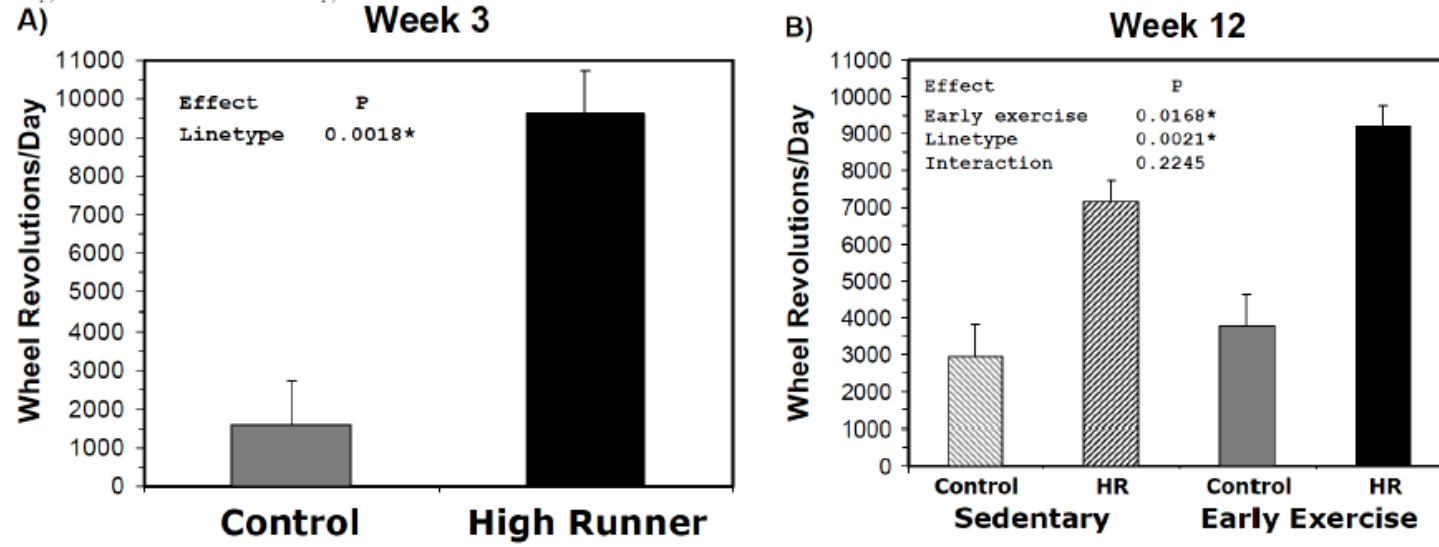 A)
Week 3
Wheel Revolutions/Day
11000
10000
9000
8000
7000
6000
5000
4000
3000
2000
1000
0
Effect P
Linetype 0.0018*
Control High Runner
B)
Week 12
Wheel Revolutions/Day
11000
10000
9000
8000
7000
6000
5000
4000
3000
2000
1000
0
Effect P
Early exercise 0.0168*
Linetype 0.0021*
Interaction 0.2245
Control HR Control HR
Sedentary Early Exercise